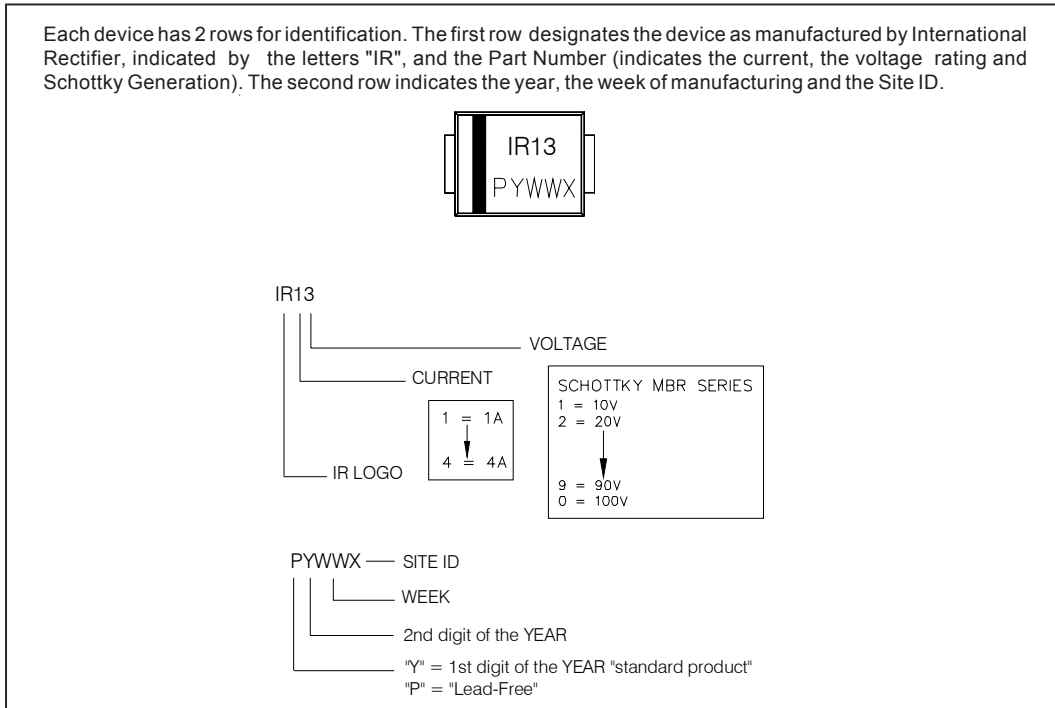 Each device has 2 rows for identification. The first row designates the device as manufactured by International
Rectifier, indicated by the letters "IR", and the Part Number (indicates the current, the voltage rating and
Schottky Generation). The second row indicates the year, the week of manufacturing and the Site ID.
IR13
PYWWX
IR13
VOLTAGE
CURRENT
SCHOTTKY MBR SERIES
1 = 10V
2 = 20V
9 = 90V
0 = 100V
1 = 1A
4 = 4A
IR LOGO
PYWWX
SITE ID
WEEK
2nd digit of the YEAR
"Y" = 1st digit of the YEAR "standard product"
"P" = "Lead-Free"